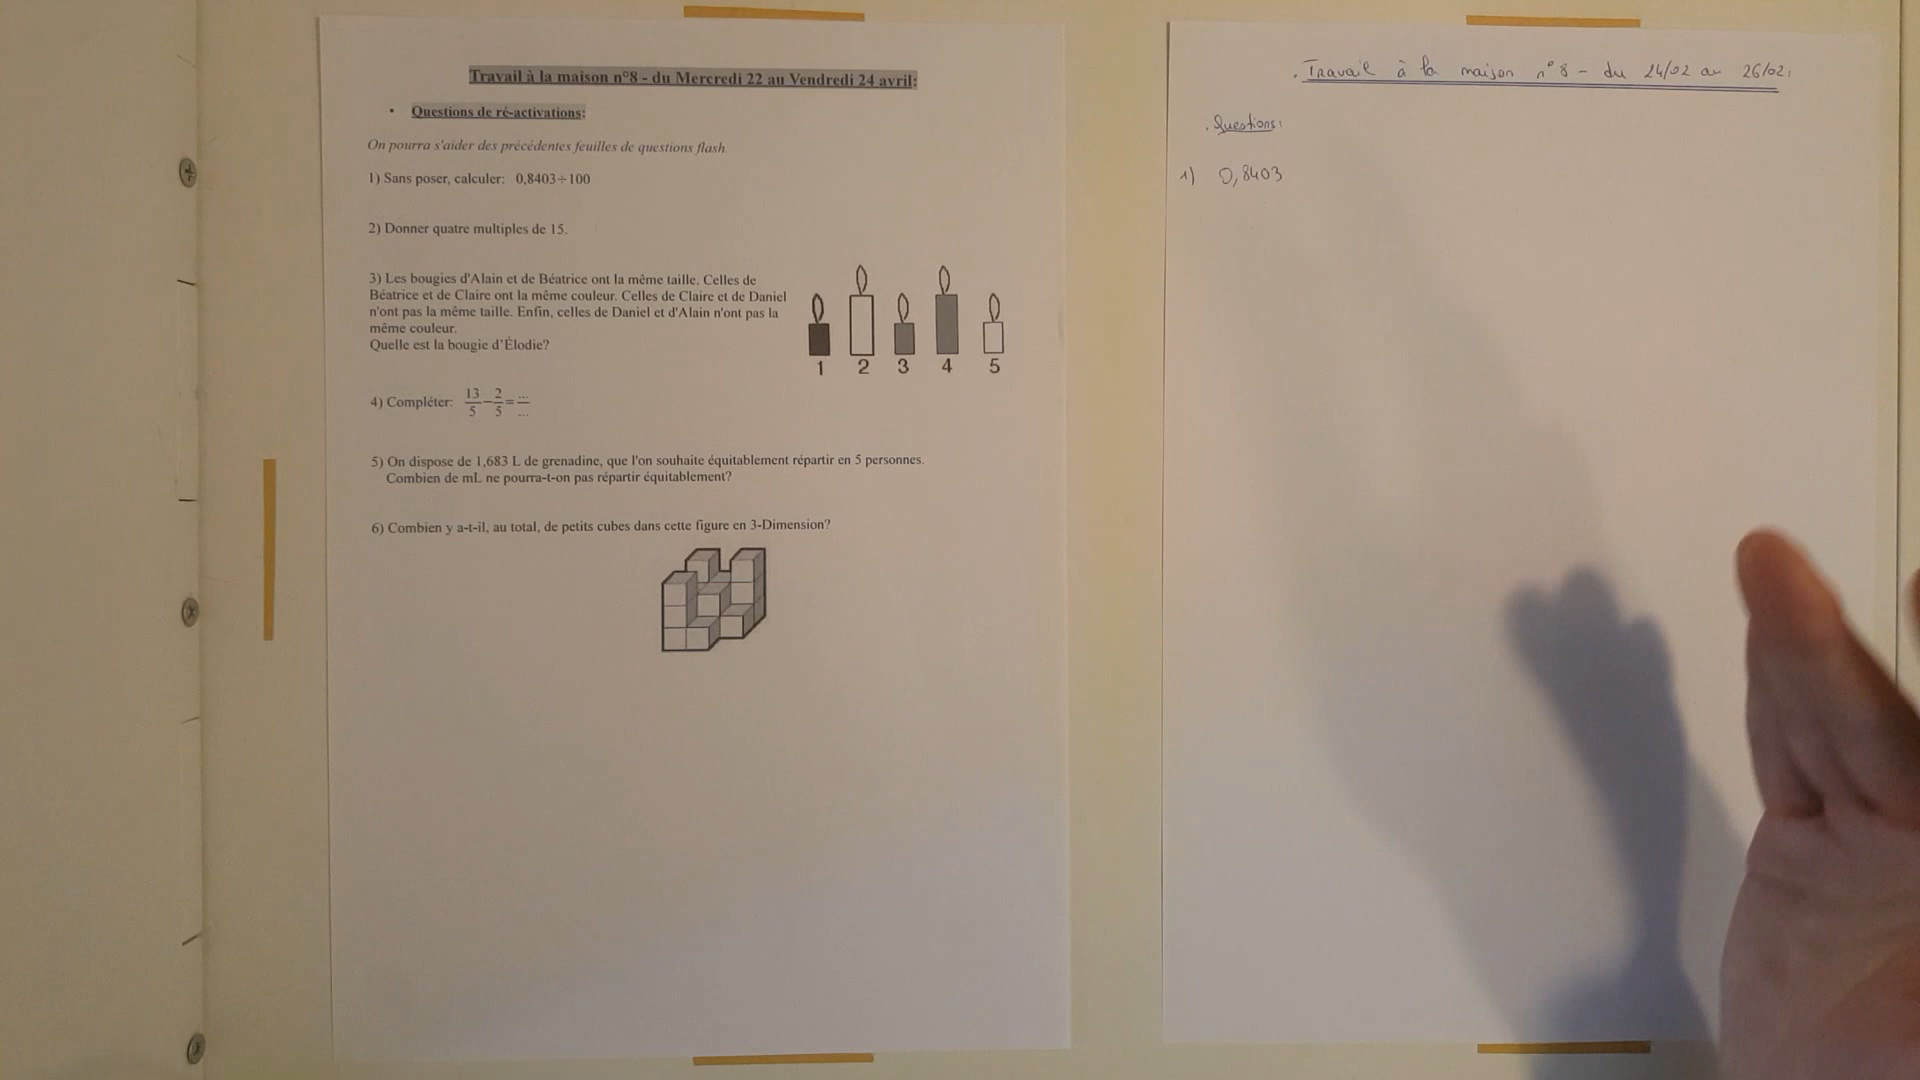 Travail à la maison n°8 - du Mercredi 22 au Vendredi 24 avril:
• Questions de ré-activations:
On pourra s'aider des précédentes feuilles de questions flash.
1) Sans poser, calculer: 0,8403÷100
2) Donner quatre multiples de 15.
3) Les bougies d'Alain et de Béatrice ont la même taille. Celles de
Béatrice et de Claire ont la même couleur. Celles de Claire et de Daniel
n'ont pas la même taille. Enfin, celles de Daniel et d'Alain n'ont pas la
même couleur.
Quelle est la bougie d'Élodie?
1 2 3 4 5
4) Compléter: 13/5 − 2/5 = .../...
5) On dispose de 1,683 L de grenadine, que l'on souhaite équitablement répartir en 5 personnes.
Combien de mL ne pourra-t-on pas répartir équitablement?
6) Combien y a-t-il, au total, de petits cubes dans cette figure en 3-Dimension?
. Travail à la maison n°8 - du 24/02 au 26/02:
. Questions:
1) 0,8403